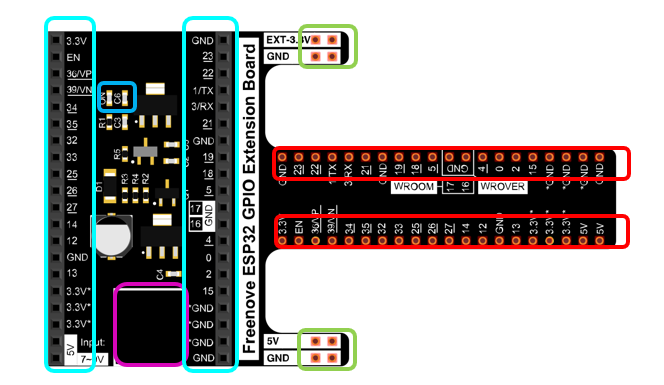 3.3V
EN
36/VP
39/VN
34
35
32
33
25
26
27
14
12
GND
13
3.3V*
3.3V*
3.3V*
5V
Input:
ON
C6
R1
C3
R5
R3
R4
R2
D1
C4
GND
23
22
1/TX
3/RX
21
GND
19
18
5
17
16
GND
4
0
2
15
*GND
*GND
*GND
GND
Freenove ESP32 GPIO Extension Board
EXT-3.3V
GND
5V
GND
GND 23 22 1/TX 3/RX 21 GND 19 18 5 GND 4 0 2 15 *GND *GND *GND GND
WROOM 17 16 WROVER
3.3V EN 36/VP 39/VN 34 35 32 33 25 26 27 14 12 GND 13 3.3V* 3.3V* 3.3V* 5V 5V